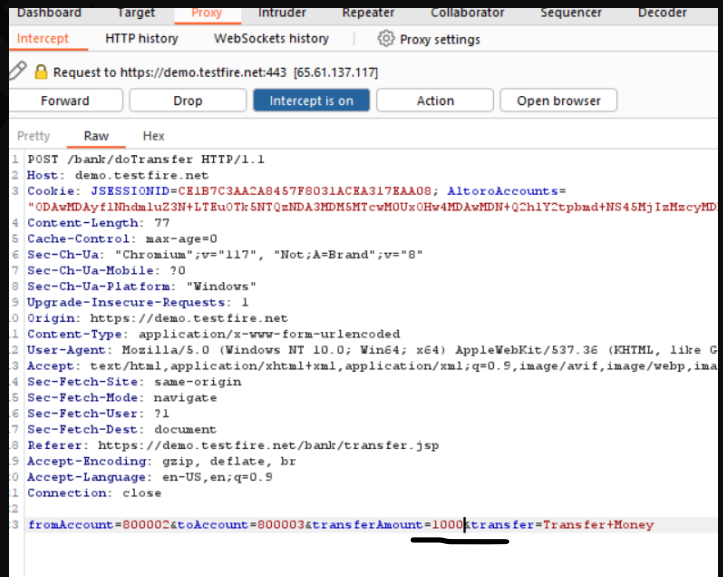 Dashboard Target Proxy Intruder Repeater Collaborator Sequencer Decoder
Intercept HTTP history WebSockets history Proxy settings
Request to https://demo.testfire.net:443 [65.61.137.117]
Forward Drop Intercept is on Action Open browser
Pretty Raw Hex
1 POST /bank/doTransfer HTTP/1.1
2 Host: demo.testfire.net
3 Cookie: JSESSIONID=CE1B7C3AA2A8457F8031ACEA317EAA08; AltoroAccounts=
4 Content-Length: 77
5 Cache-Control: max-age=0
6 Sec-Ch-Ua: "Chromium";v="117", "Not;A=Brand";v="8"
7 Sec-Ch-Ua-Mobile: ?0
8 Sec-Ch-Ua-Platform: "Windows"
9 Upgrade-Insecure-Requests: 1
0 Origin: https://demo.testfire.net
1 Content-Type: application/x-www-form-urlencoded
2 User-Agent: Mozilla/5.0 (Windows NT 10.0; Win64; x64) AppleWebKit/537.36 (KHTML, like G
3 Accept: text/html,application/xhtml+xml,application/xml;q=0.9,image/avif,image/webp,ima
4 Sec-Fetch-Site: same-origin
5 Sec-Fetch-Mode: navigate
6 Sec-Fetch-User: ?1
7 Sec-Fetch-Dest: document
8 Referer: https://demo.testfire.net/bank/transfer.jsp
9 Accept-Encoding: gzip, deflate, br
0 Accept-Language: en-US,en;q=0.9
1 Connection: close
2
3 fromAccount=800002&toAccount=800003&transferAmount=1000&transfer=Transfer+Money